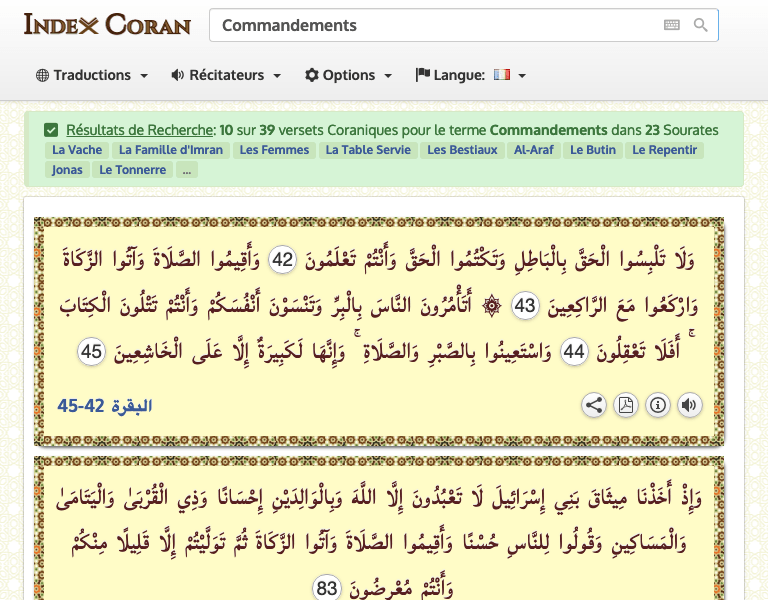 INDEX CORAN
Commandements
Traductions Récitateurs Options Langue:
Résultats de Recherche: 10 sur 39 versets Coraniques pour le terme Commandements dans 23 Sourates
La Vache La Famille d'Imran Les Femmes La Table Servie Les Bestiaux Al-Araf Le Butin Le Repentir
Jonas Le Tonnerre ...
وَلَا تَلْبِسُوا الْحَقَّ بِالْبَاطِلِ وَتَكْتُمُوا الْحَقَّ وَأَنْتُمْ تَعْلَمُونَ 42 وَأَقِيمُوا الصَّلَاةَ وَآتُوا الزَّكَاةَ
وَارْكَعُوا مَعَ الرَّاكِعِينَ 43 ۞ أَتَأْمُرُونَ النَّاسَ بِالْبِرِّ وَتَنْسَوْنَ أَنْفُسَكُمْ وَأَنْتُمْ تَتْلُونَ الْكِتَابَ
ۚ أَفَلَا تَعْقِلُونَ 44 وَاسْتَعِينُوا بِالصَّبْرِ وَالصَّلَاةِ ۚ وَإِنَّهَا لَكَبِيرَةٌ إِلَّا عَلَى الْخَاشِعِينَ 45
البقرة 42-45
وَإِذْ أَخَذْنَا مِيثَاقَ بَنِي إِسْرَائِيلَ لَا تَعْبُدُونَ إِلَّا اللَّهَ وَبِالْوَالِدَيْنِ إِحْسَانًا وَذِي الْقُرْبَىٰ وَالْيَتَامَىٰ
وَالْمَسَاكِينِ وَقُولُوا لِلنَّاسِ حُسْنًا وَأَقِيمُوا الصَّلَاةَ وَآتُوا الزَّكَاةَ ثُمَّ تَوَلَّيْتُمْ إِلَّا قَلِيلًا مِنْكُمْ
وَأَنْتُمْ مُعْرِضُونَ 83